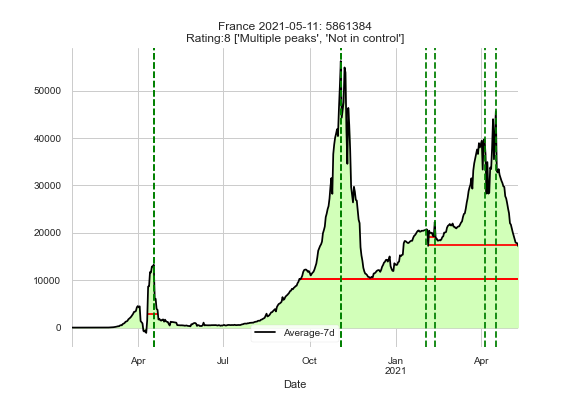 France 2021-05-11: 5861384
Rating:8 ['Multiple peaks', 'Not in control']
50000
40000
30000
20000
10000
0
Average-7d
Apr
Jul
Oct
Jan
2021
Apr
Date